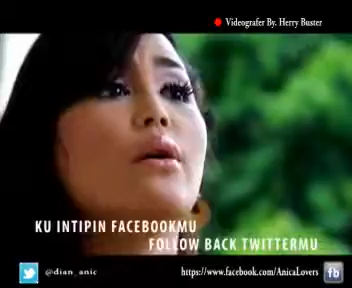 Videografer By. Herry Buster
KU INTIPIN FACEBOOKMU
FOLLOW BACK TWITTERMU
@dian_anic
https://www.facebook.com/AnicaLovers
fb